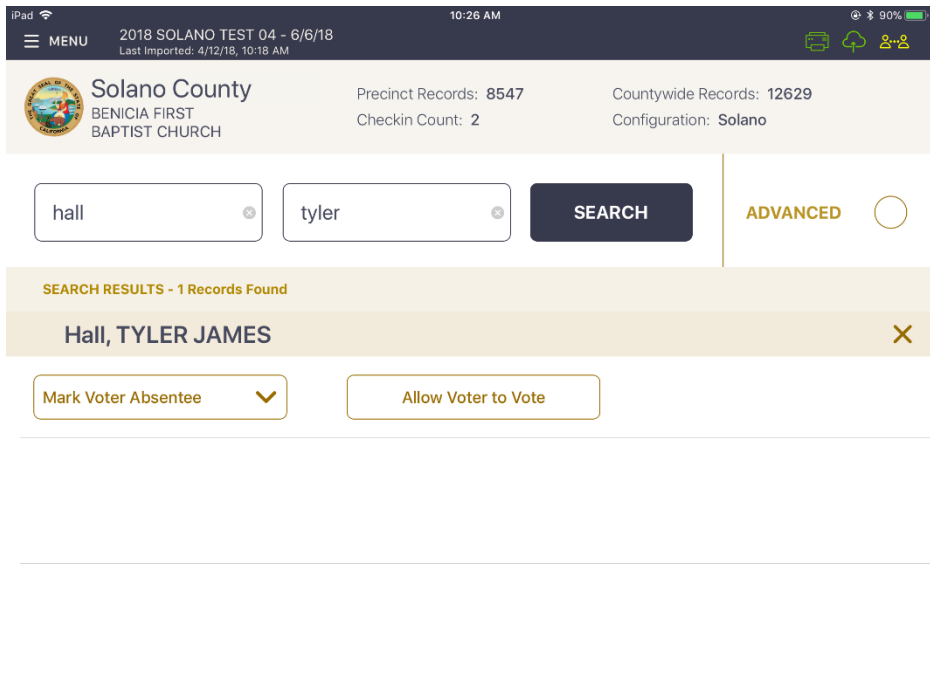 iPad 10:26 AM 90%
MENU
2018 SOLANO TEST 04 - 6/6/18
Last Imported: 4/12/18, 10:18 AM
Solano County
BENICIA FIRST
BAPTIST CHURCH
Precinct Records: 8547
Checkin Count: 2
Countywide Records: 12629
Configuration: Solano
hall
tyler
SEARCH
ADVANCED
SEARCH RESULTS - 1 Records Found
Hall, TYLER JAMES
Mark Voter Absentee
Allow Voter to Vote